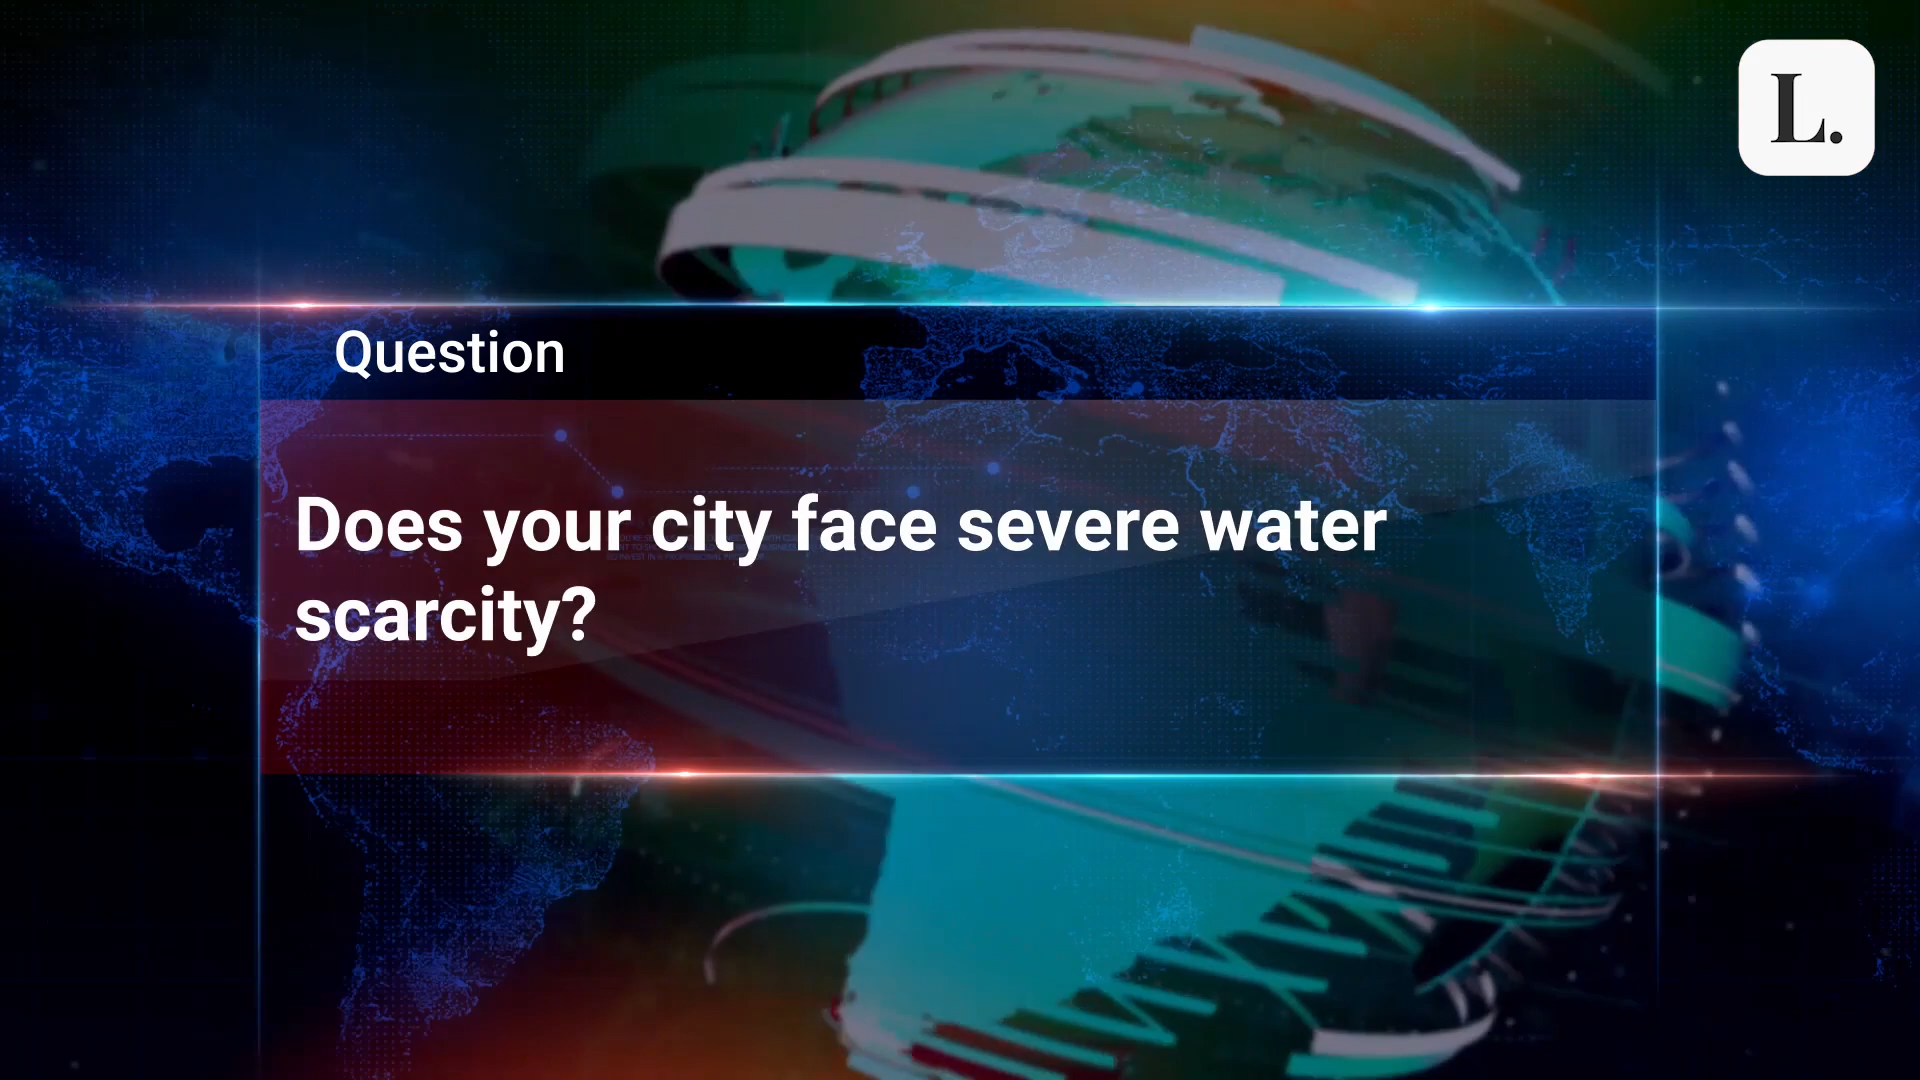 L.
Question
Does your city face severe water
scarcity?